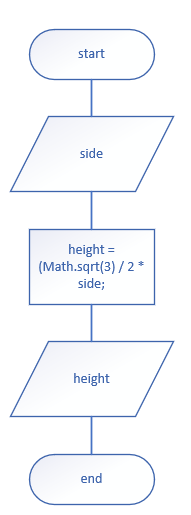 start
side
height =
(Math.sqrt(3) / 2 *
side;
height
end